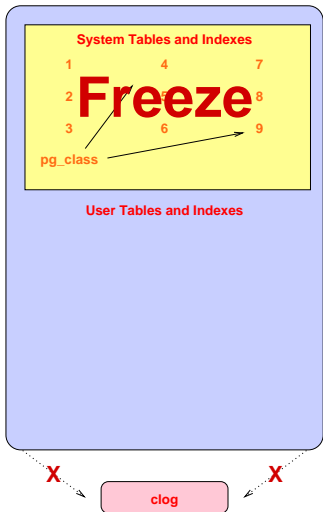 System Tables and Indexes
1 4 7
Freeze
2 5 8
3 6 9
pg_class
User Tables and Indexes
X X
clog